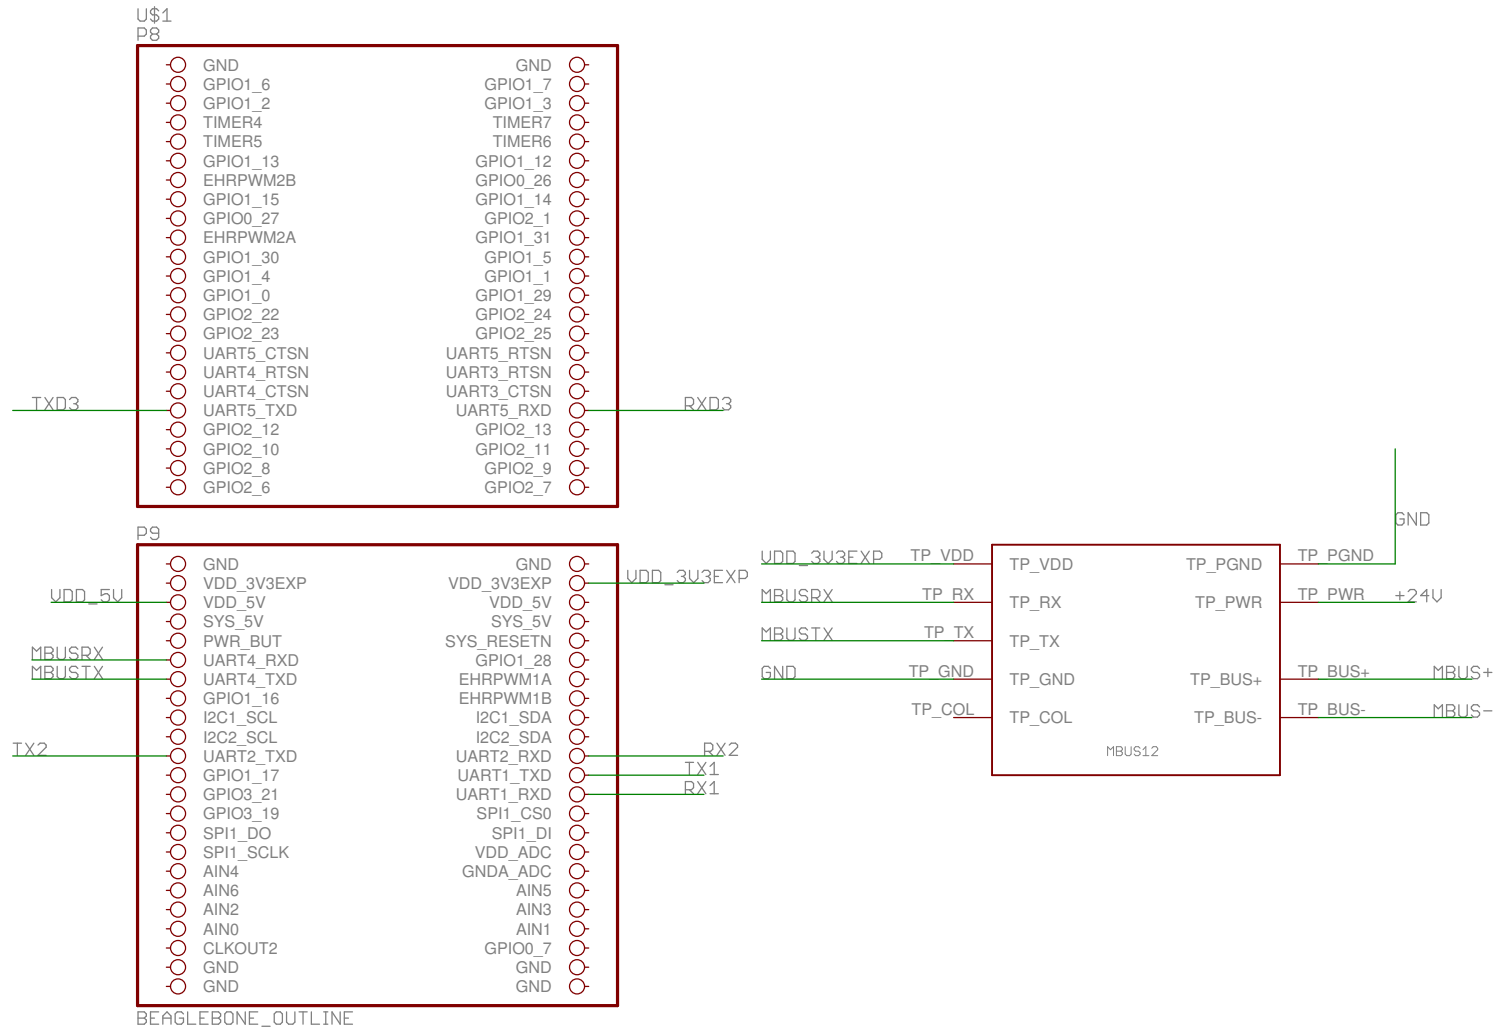 U$1
P8
GND GND
GPIO1_6 GPIO1_7
GPIO1_2 GPIO1_3
TIMER4 TIMER7
TIMER5 TIMER6
GPIO1_13 GPIO1_12
EHRPWM2B GPIO0_26
GPIO1_15 GPIO1_14
GPIO0_27 GPIO2_1
EHRPWM2A GPIO1_31
GPIO1_30 GPIO1_5
GPIO1_4 GPIO1_1
GPIO1_0 GPIO1_29
GPIO2_22 GPIO2_24
GPIO2_23 GPIO2_25
UART5_CTSN UART5_RTSN
UART4_RTSN UART3_RTSN
UART4_CTSN UART3_CTSN
TXD3 UART5_TXD UART5_RXD RXD3
GPIO2_12 GPIO2_13
GPIO2_10 GPIO2_11
GPIO2_8 GPIO2_9
GPIO2_6 GPIO2_7
P9
GND GND
VDD_3V3EXP VDD_3V3EXP VDD_3V3EXP
VDD_5V VDD_5V VDD_5V
SYS_5V SYS_5V
PWR_BUT SYS_RESETN
MBUSRX UART4_RXD GPIO1_28
MBUSTX UART4_TXD EHRPWM1A
GPIO1_16 EHRPWM1B
I2C1_SCL I2C1_SDA
I2C2_SCL I2C2_SDA
TX2 UART2_TXD UART2_RXD RX2
GPIO1_17 UART1_TXD TX1
GPIO3_21 UART1_RXD RX1
GPIO3_19 SPI1_CS0
SPI1_DO SPI1_DI
SPI1_SCLK VDD_ADC
AIN4 GNDA_ADC
AIN6 AIN5
AIN2 AIN3
AIN0 AIN1
CLKOUT2 GPIO0_7
GND GND
GND GND
BEAGLEBONE_OUTLINE
GND
VDD_3V3EXP TP_VDD TP_VDD TP_PGND TP_PGND
MBUSRX TP_RX TP_RX TP_PWR TP_PWR +24V
MBUSTX TP_TX TP_TX
GND TP_GND TP_GND TP_BUS+ TP_BUS+ MBUS+
TP_COL TP_COL TP_BUS- TP_BUS- MBUS-
MBUS12